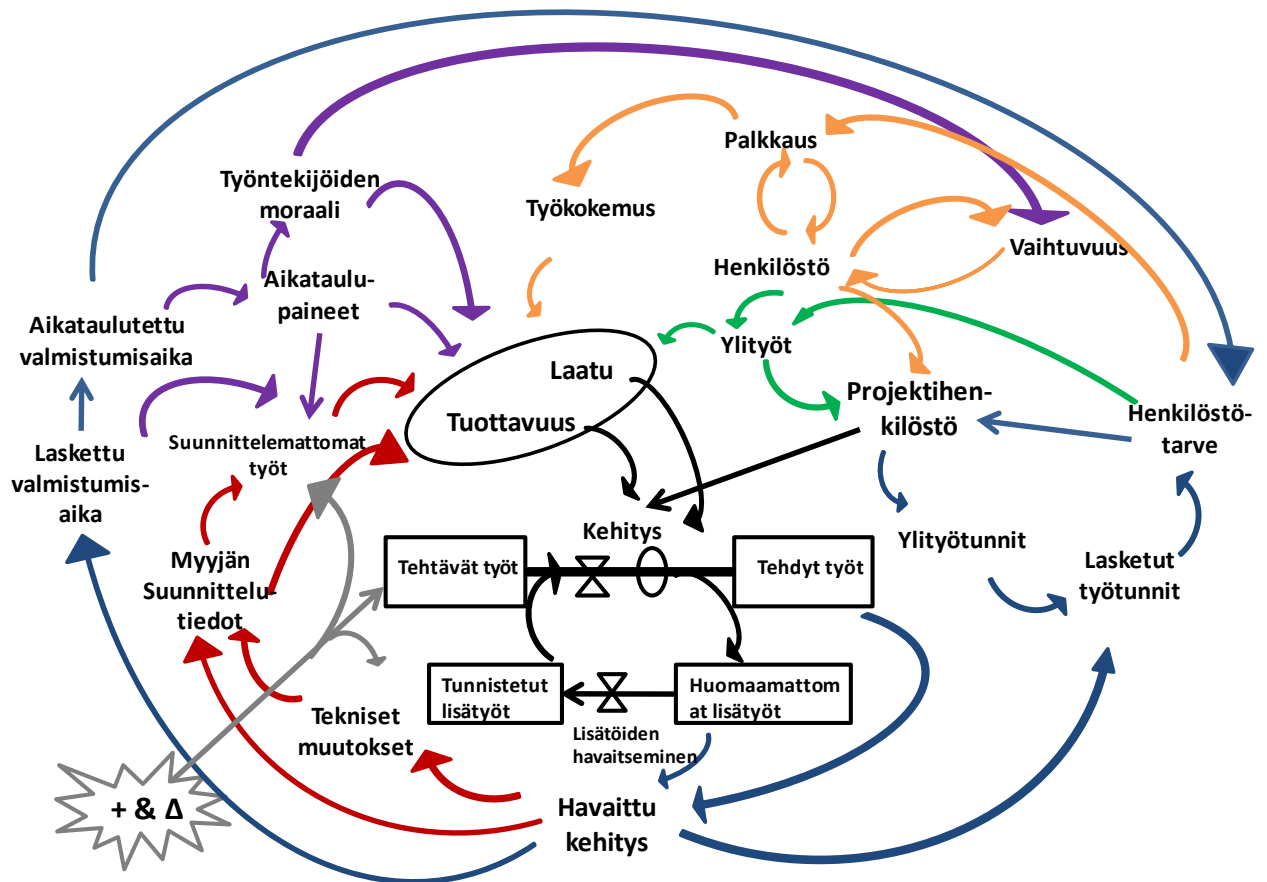 Palkkaus
Työntekijöiden
moraali
Työkokemus
Vaihtuvuus
Henkilöstö
Aikataulu-
paineet
Aikataulutettu
valmistumisaika
Ylityöt
Laatu
Tuottavuus
Projektihen-
kilöstö
Henkilöstö-
tarve
Suunnittelemattomat
työt
Laskettu
valmistumis-
aika
Kehitys
Ylityötunnit
Myyjän
Suunnittelu-
tiedot
Tehtävät työt
Tehdyt työt
Lasketut
työtunnit
Tunnistetut
lisätyöt
Huomaamattom
at lisätyöt
Tekniset
muutokset
Lisätöiden
havaitseminen
+ & Δ
Havaittu
kehitys